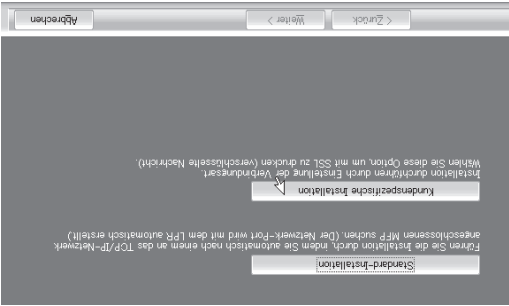 Standard-Installation
Führen Sie die Installation durch, indem Sie automatisch nach einem an das TCP/IP-Netzwerk
angeschlossenen MFP suchen. (Der Netzwerk-Port wird mit dem LPR automatisch erstellt)
Kundenspezifische Installation
Installation durchführen durch Einstellung der Verbindungsart.
Wählen Sie diese Option, um mit SSL zu drucken (verschlüsselte Nachricht).
< Zurück
Weiter >
Abbrechen